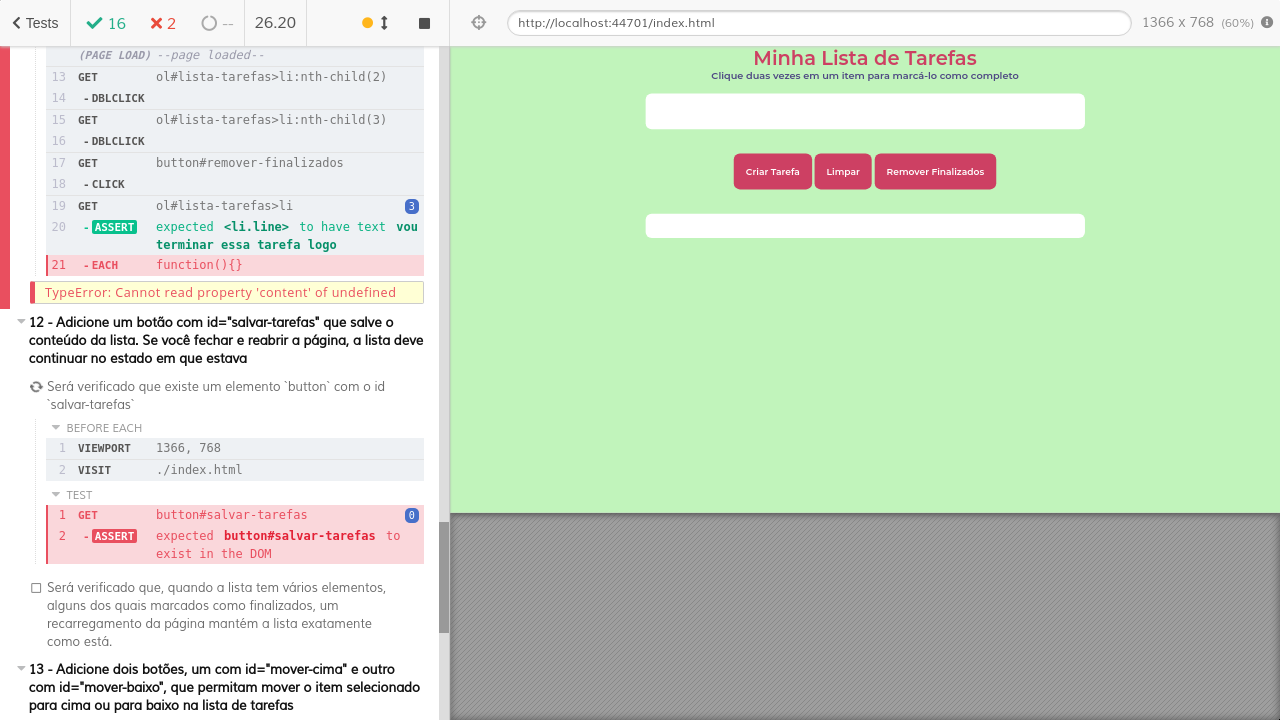 Tests
16
2
--
26.20
http://localhost:44701/index.html
1366 x 768 (60%)
(PAGE LOAD) --page loaded--
13 GET ol#lista-tarefas>li:nth-child(2)
14 - DBLCLICK
15 GET ol#lista-tarefas>li:nth-child(3)
16 - DBLCLICK
17 GET button#remover-finalizados
18 - CLICK
19 GET ol#lista-tarefas>li 3
20 - ASSERT expected <li.line> to have text vou
terminar essa tarefa logo
21 - EACH function(){}
TypeError: Cannot read property 'content' of undefined
12 - Adicione um botão com id="salvar-tarefas" que salve o
conteúdo da lista. Se você fechar e reabrir a página, a lista deve
continuar no estado em que estava
Será verificado que existe um elemento `button` com o id
`salvar-tarefas`
BEFORE EACH
1 VIEWPORT 1366, 768
2 VISIT ./index.html
TEST
1 GET button#salvar-tarefas 0
2 - ASSERT expected button#salvar-tarefas to
exist in the DOM
Será verificado que, quando a lista tem vários elementos,
alguns dos quais marcados como finalizados, um
recarregamento da página mantém a lista exatamente
como está.
13 - Adicione dois botões, um com id="mover-cima" e outro
com id="mover-baixo", que permitam mover o item selecionado
para cima ou para baixo na lista de tarefas
Minha Lista de Tarefas
Clique duas vezes em um item para marcá-lo como completo
Criar Tarefa
Limpar
Remover Finalizados